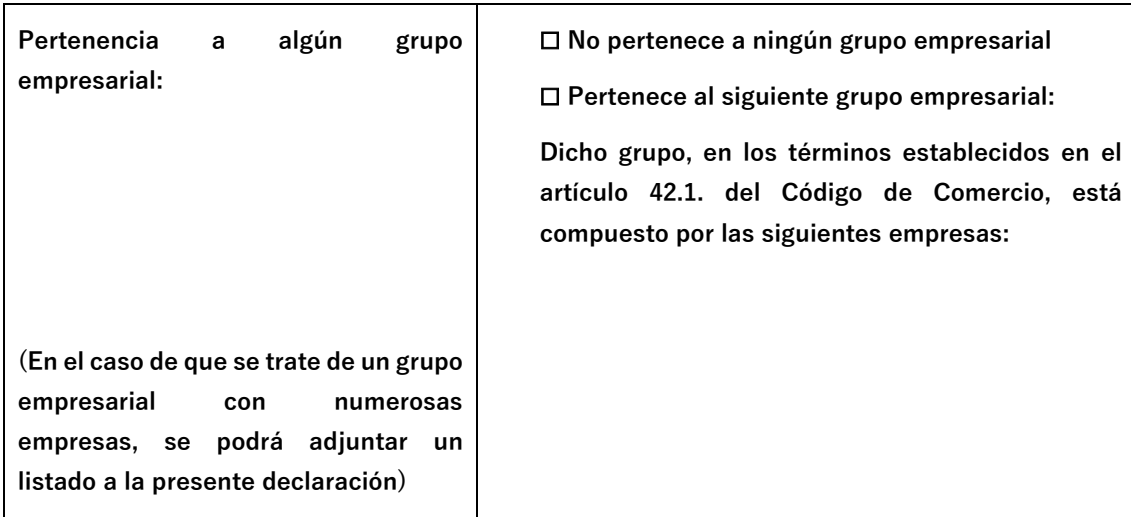 Pertenencia a algún grupo
empresarial:
(En el caso de que se trate de un grupo
empresarial con numerosas
empresas, se podrá adjuntar un
listado a la presente declaración)
☐ No pertenece a ningún grupo empresarial
☐ Pertenece al siguiente grupo empresarial:
Dicho grupo, en los términos establecidos en el
artículo 42.1. del Código de Comercio, está
compuesto por las siguientes empresas: